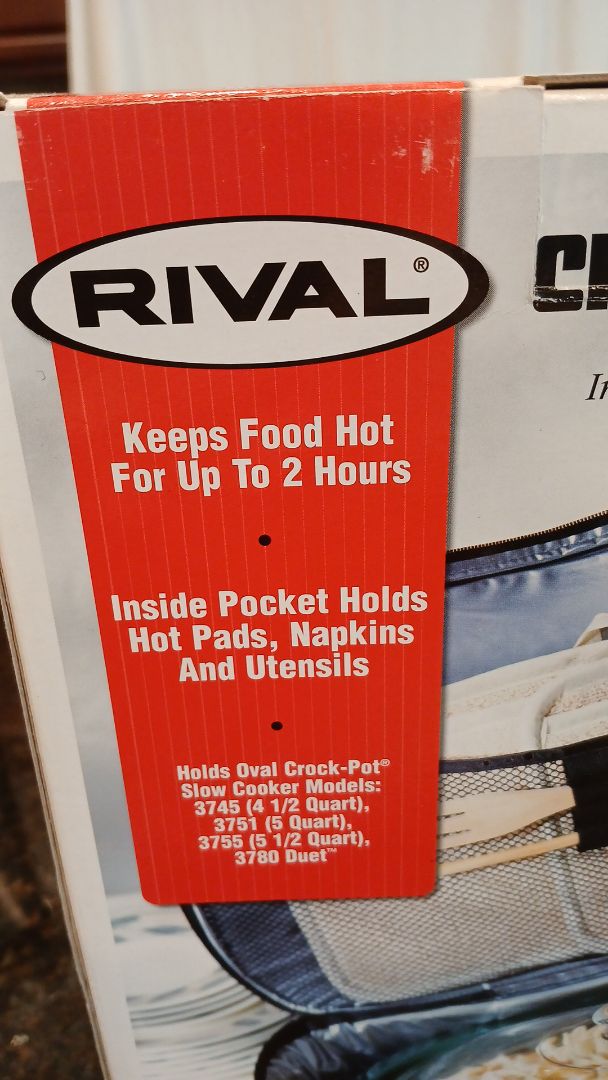 RIVAL®
Keeps Food Hot
For Up To 2 Hours
•
Inside Pocket Holds
Hot Pads, Napkins
And Utensils
•
Holds Oval Crock-Pot®
Slow Cooker Models:
3745 (4 1/2 Quart),
3751 (5 Quart),
3755 (5 1/2 Quart),
3780 Duet™